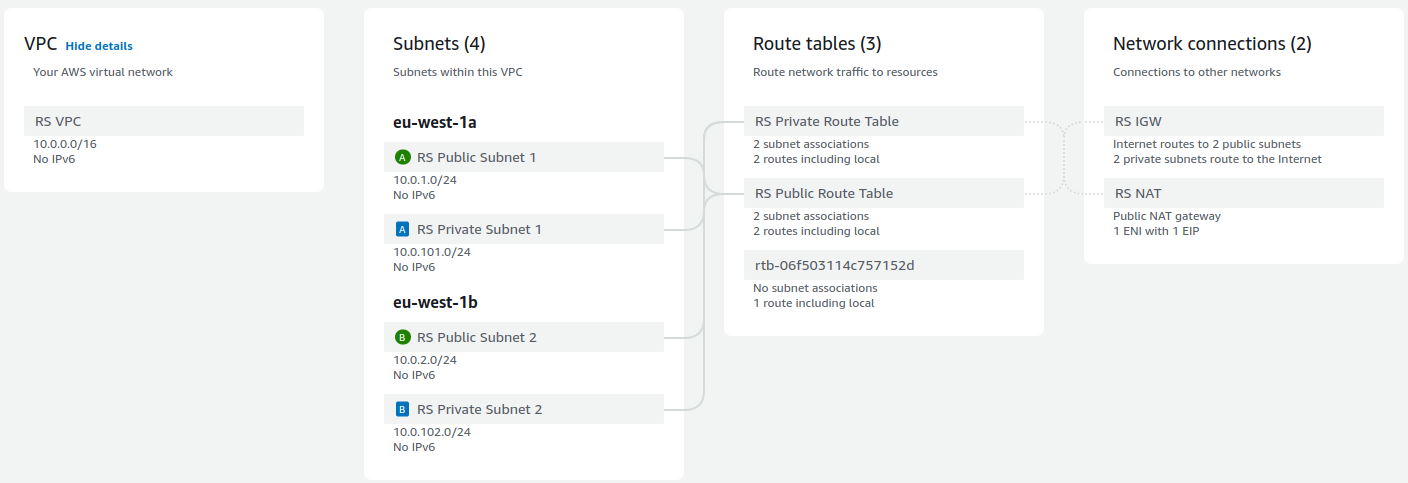 VPC Hide details
Your AWS virtual network
RS VPC
10.0.0.0/16
No IPv6
Subnets (4)
Subnets within this VPC
eu-west-1a
A RS Public Subnet 1
10.0.1.0/24
No IPv6
A RS Private Subnet 1
10.0.101.0/24
No IPv6
eu-west-1b
B RS Public Subnet 2
10.0.2.0/24
No IPv6
B RS Private Subnet 2
10.0.102.0/24
No IPv6
Route tables (3)
Route network traffic to resources
RS Private Route Table
2 subnet associations
2 routes including local
RS Public Route Table
2 subnet associations
2 routes including local
rtb-06f503114c757152d
No subnet associations
1 route including local
Network connections (2)
Connections to other networks
RS IGW
Internet routes to 2 public subnets
2 private subnets route to the Internet
RS NAT
Public NAT gateway
1 ENI with 1 EIP